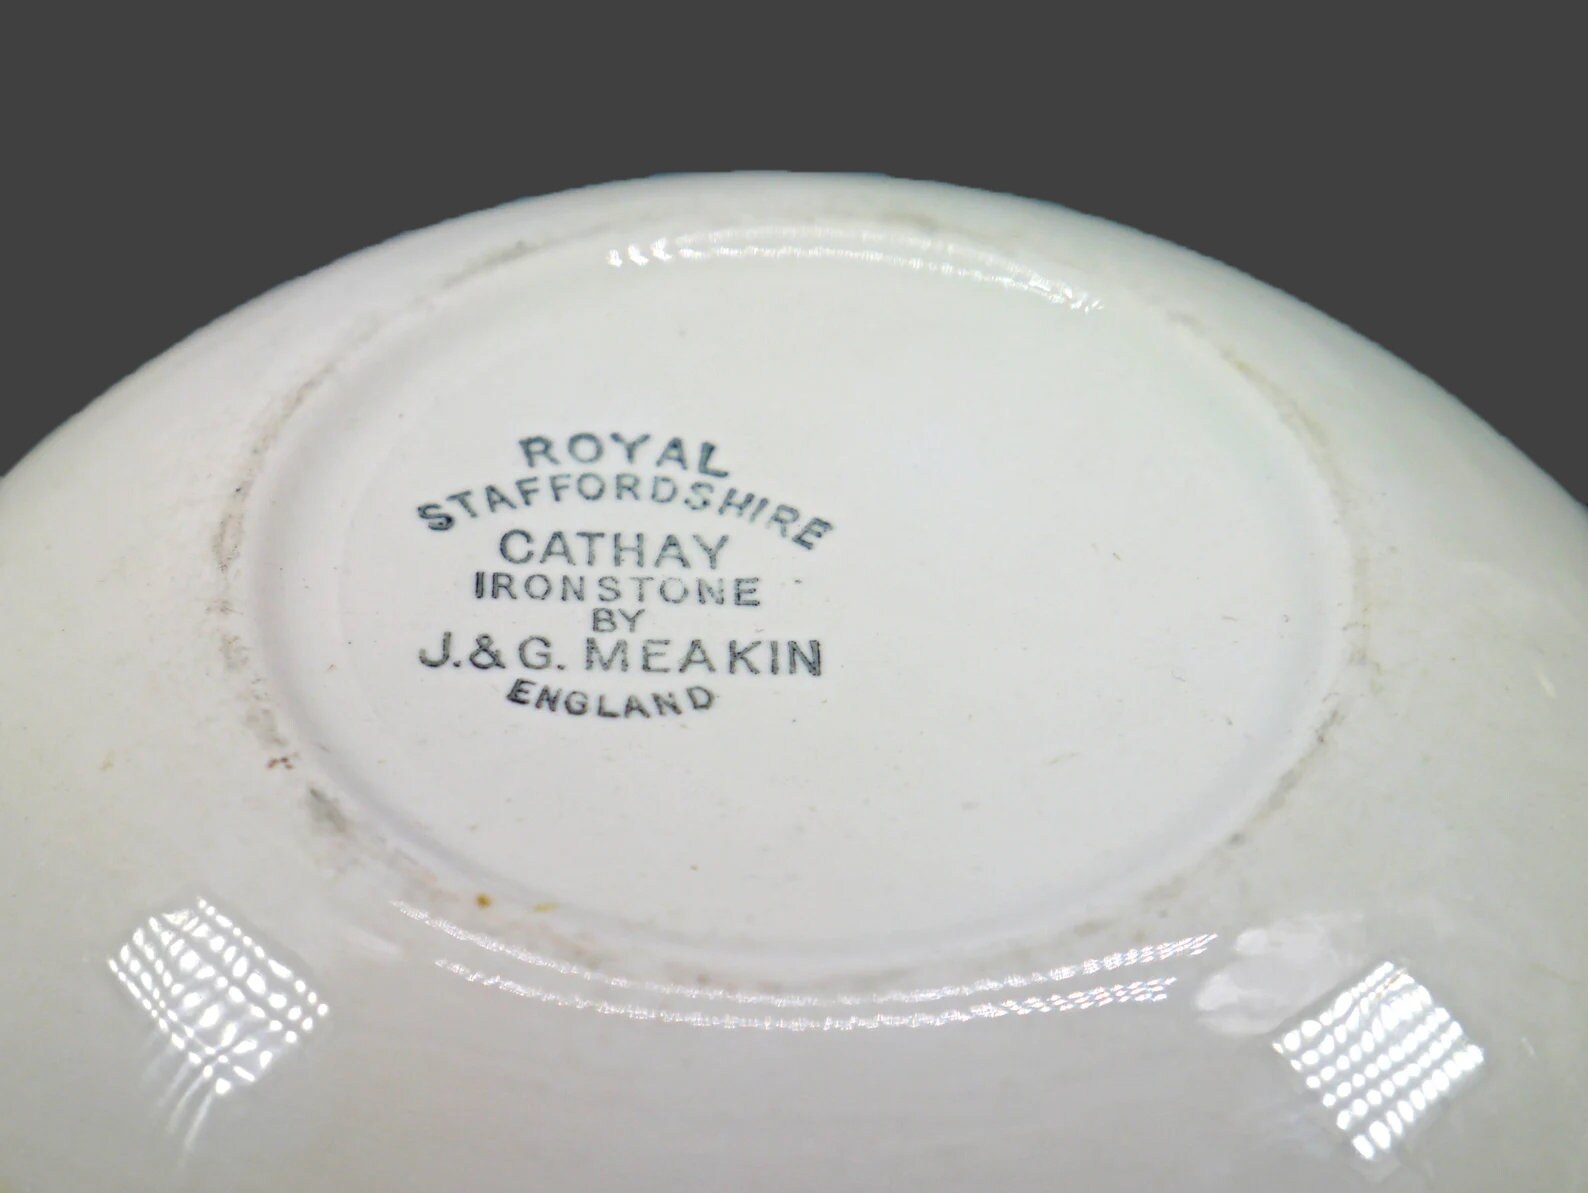 ROYAL
STAFFORDSHIRE
CATHAY
IRONSTONE
BY
J.& G. MEAKIN
ENGLAND